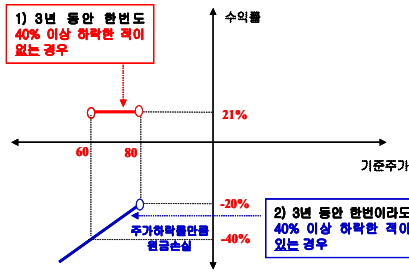 수익률
1) 3년 동안 한번도
40% 이상 하락한 적이
없는 경우
21%
60
80
기준주가
-20%
주가하락률만큼
원금손실
-40%
2) 3년 동안 한번이라도
40% 이상 하락한 적이
있는 경우